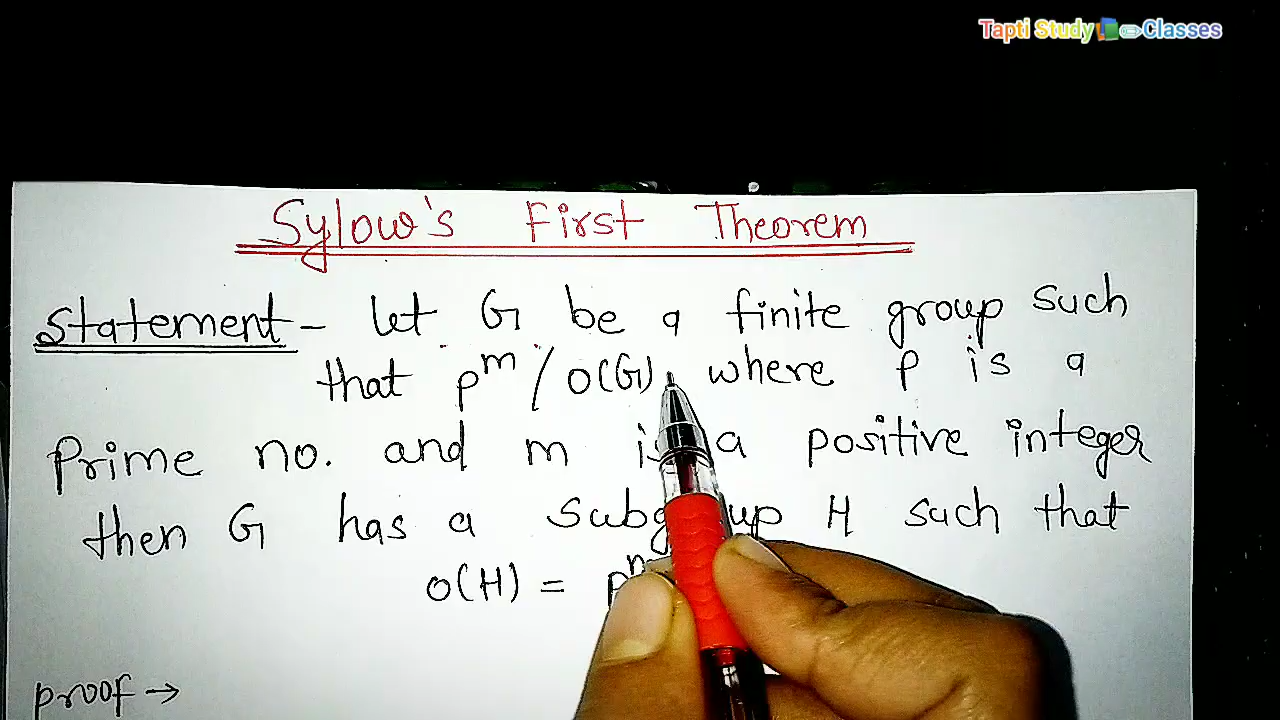 Tapti Study Classes
Sylow's First Theorem
Statement - Let G be a finite group such
that p^m / O(G) where p is a
Prime no. and m is a positive integer
then G has a subgroup H such that
O(H) =
proof →